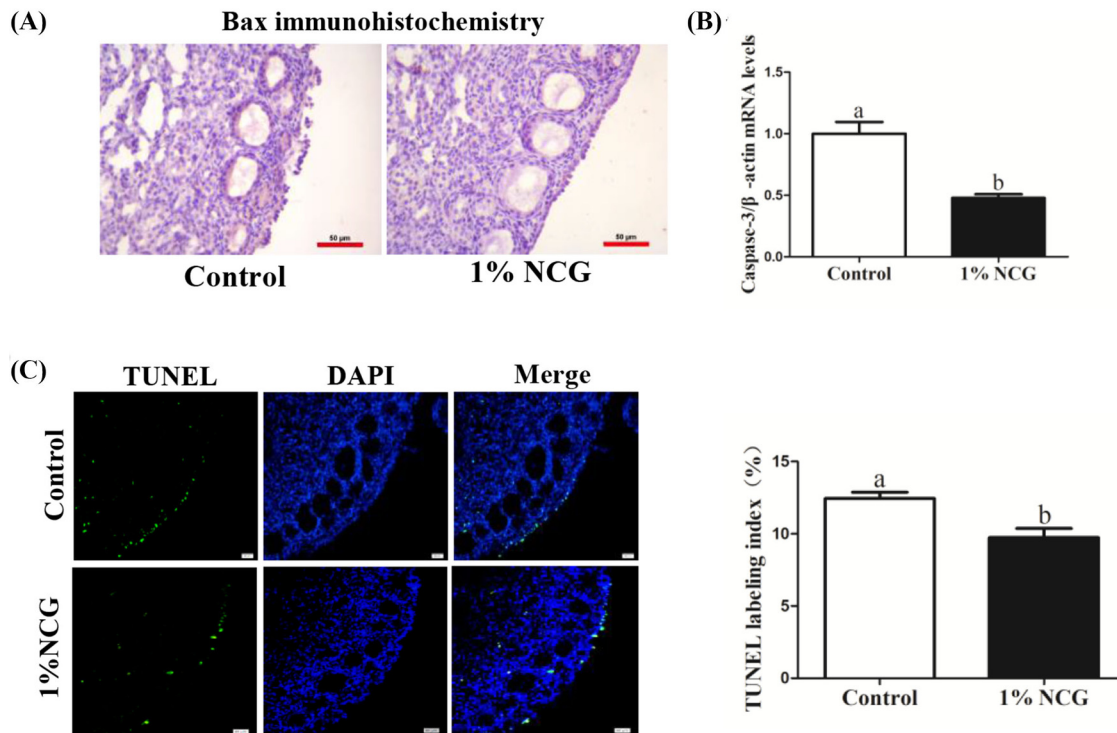 (A)
Bax immunohistochemistry
50 μm
50 μm
Control
1% NCG
(B)
Caspase-3/β -actin mRNA levels
1.5
1.0
0.5
0.0
a
b
Control
1% NCG
(C)
TUNEL
DAPI
Merge
Control
1%NCG
TUNEL labeling index (%)
15
10
5
0
a
b
Control
1% NCG